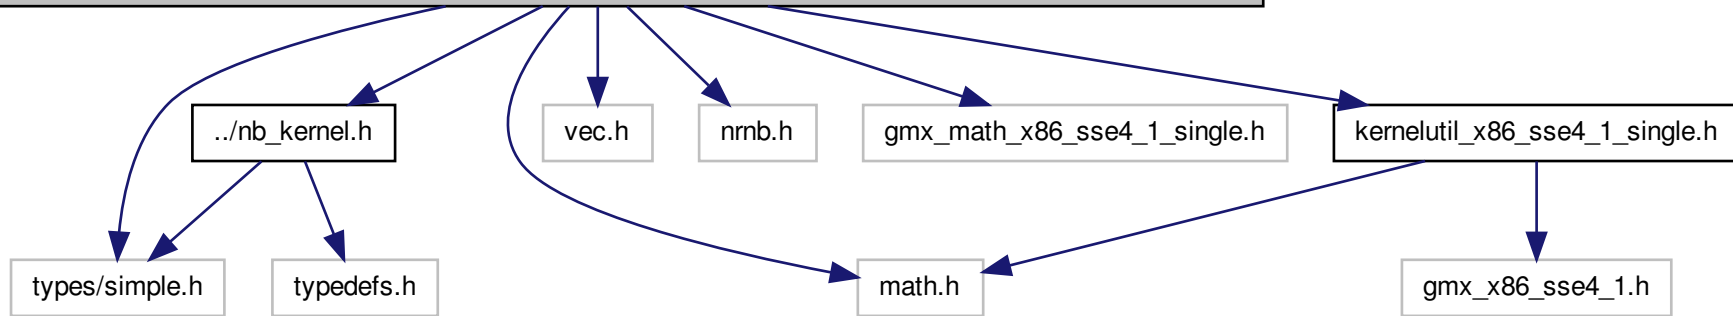 ../nb_kernel.h
vec.h
nrnb.h
gmx_math_x86_sse4_1_single.h
kernelutil_x86_sse4_1_single.h
types/simple.h
typedefs.h
math.h
gmx_x86_sse4_1.h